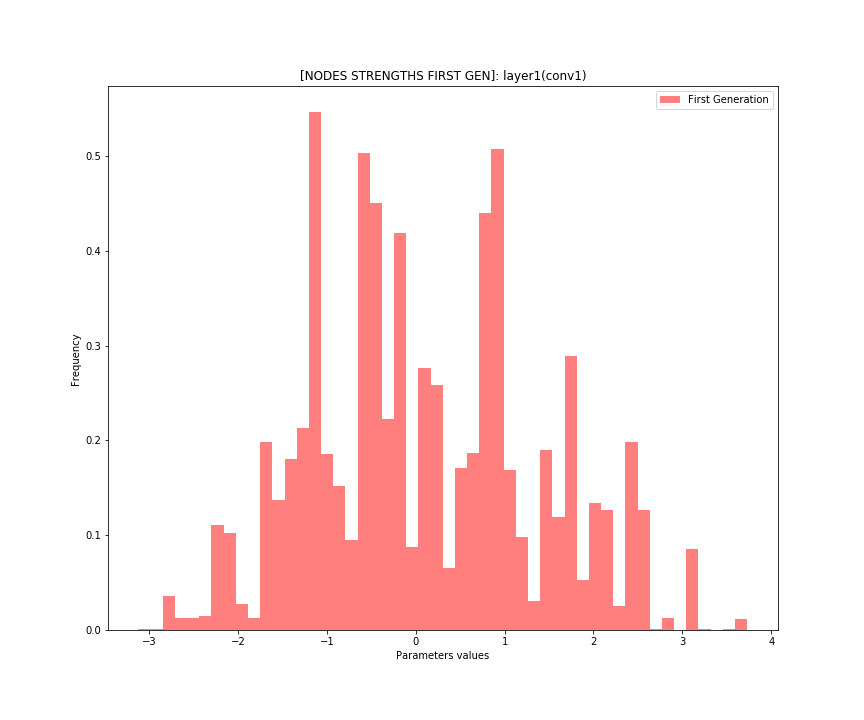 [NODES STRENGTHS FIRST GEN]: layer1(conv1)
First Generation
Frequency
0.5
0.4
0.3
0.2
0.1
0.0
−3 −2 −1 0 1 2 3 4
Parameters values